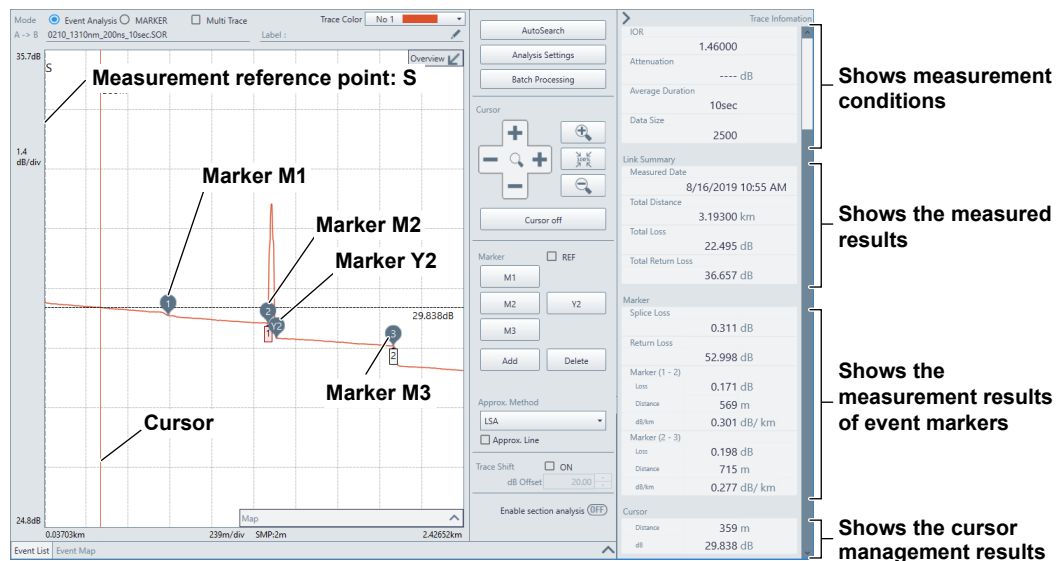 Mode Event Analysis MARKER Multi Trace Trace Color No 1
A -> B 0210_1310nm_200ns_10sec.SOR Label :
35.7dB
S
Overview
Measurement reference point: S
1.4
dB/div
Marker M1
Marker M2
Marker Y2
1
2
Y2
1
29.838dB
3
2
Marker M3
Cursor
24.8dB
Map
0.03703km 239m/div SMP:2m 2.42652km
Event List Event Map
AutoSearch
Analysis Settings
Batch Processing
Cursor
100%
Cursor off
Marker REF
M1
M2 Y2
M3
Add Delete
Approx. Method
LSA
Approx. Line
Trace Shift ON
dB Offset 20.00
Enable section analysis OFF
Trace Infomation
IOR
1.46000
Attenuation
---- dB
Average Duration
10sec
Data Size
2500
Link Summary
Measured Date
8/16/2019 10:55 AM
Total Distance
3.19300 km
Total Loss
22.495 dB
Total Return Loss
36.657 dB
Marker
Splice Loss
0.311 dB
Return Loss
52.998 dB
Marker (1 - 2)
Loss 0.171 dB
Distance 569 m
dB/km 0.301 dB/ km
Marker (2 - 3)
Loss 0.198 dB
Distance 715 m
dB/km 0.277 dB/ km
Cursor
Distance 359 m
dB 29.838 dB
Shows measurement
conditions
Shows the measured
results
Shows the
measurement results
of event markers
Shows the cursor
management results